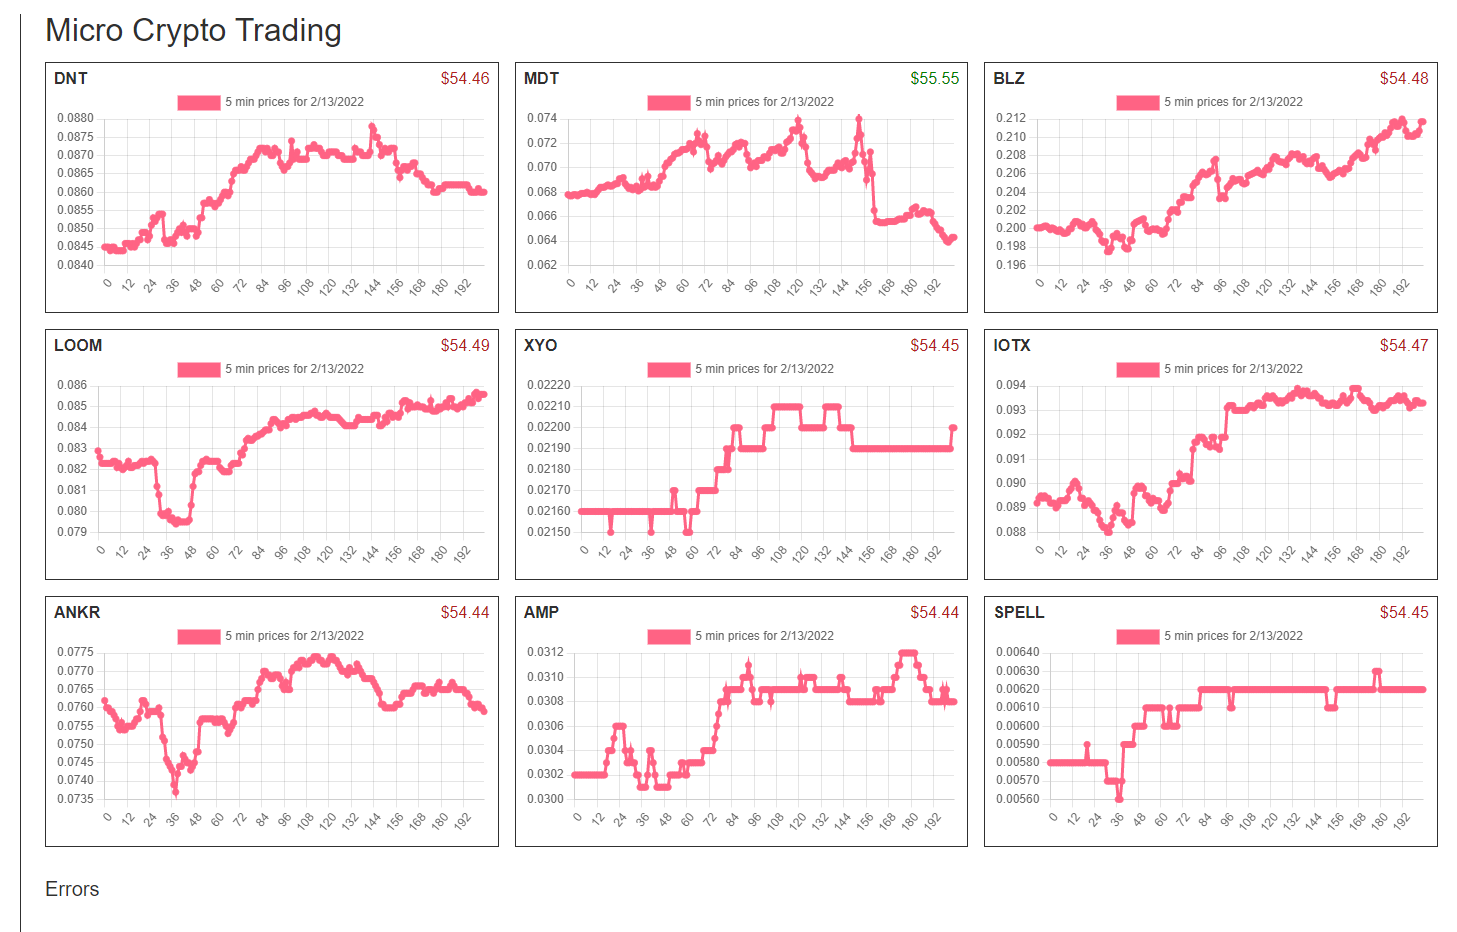 Micro Crypto Trading
DNT $54.46
5 min prices for 2/13/2022
0.0880
0.0875
0.0870
0.0865
0.0860
0.0855
0.0850
0.0845
0.0840
0 12 24 36 48 60 72 84 96 108 120 132 144 156 168 180 192
MDT $55.55
5 min prices for 2/13/2022
0.074
0.072
0.070
0.068
0.066
0.064
0.062
0 12 24 36 48 60 72 84 96 108 120 132 144 156 168 180 192
BLZ $54.48
5 min prices for 2/13/2022
0.212
0.210
0.208
0.206
0.204
0.202
0.200
0.198
0.196
0 12 24 36 48 60 72 84 96 108 120 132 144 156 168 180 192
LOOM $54.49
5 min prices for 2/13/2022
0.086
0.085
0.084
0.083
0.082
0.081
0.080
0.079
0 12 24 36 48 60 72 84 96 108 120 132 144 156 168 180 192
XYO $54.45
5 min prices for 2/13/2022
0.02220
0.02210
0.02200
0.02190
0.02180
0.02170
0.02160
0.02150
0 12 24 36 48 60 72 84 96 108 120 132 144 156 168 180 192
IOTX $54.47
5 min prices for 2/13/2022
0.094
0.093
0.092
0.091
0.090
0.089
0.088
0 12 24 36 48 60 72 84 96 108 120 132 144 156 168 180 192
ANKR $54.44
5 min prices for 2/13/2022
0.0775
0.0770
0.0765
0.0760
0.0755
0.0750
0.0745
0.0740
0.0735
0 12 24 36 48 60 72 84 96 108 120 132 144 156 168 180 192
AMP $54.44
5 min prices for 2/13/2022
0.0312
0.0310
0.0308
0.0306
0.0304
0.0302
0.0300
0 12 24 36 48 60 72 84 96 108 120 132 144 156 168 180 192
SPELL $54.45
5 min prices for 2/13/2022
0.00640
0.00630
0.00620
0.00610
0.00600
0.00590
0.00580
0.00570
0.00560
0 12 24 36 48 60 72 84 96 108 120 132 144 156 168 180 192
Errors